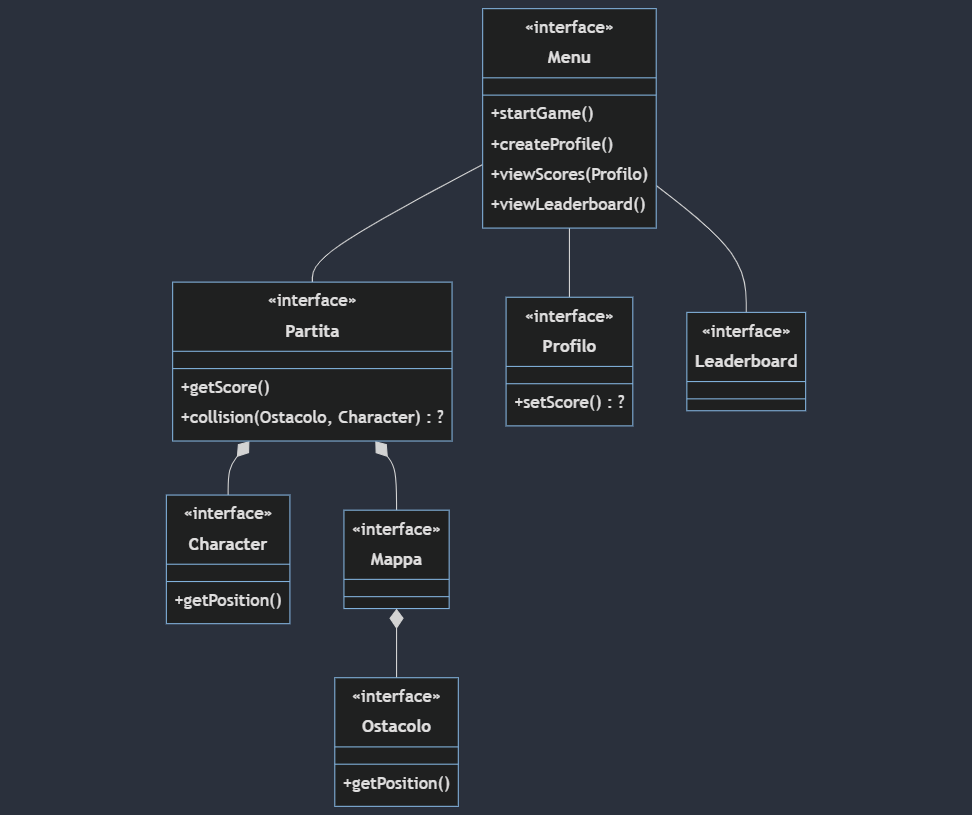 «interface»
Menu
+startGame()
+createProfile()
+viewScores(Profilo)
+viewLeaderboard()
«interface»
Partita
+getScore()
+collision(Ostacolo, Character) : ?
«interface»
Profilo
+setScore() : ?
«interface»
Leaderboard
«interface»
Character
+getPosition()
«interface»
Mappa
«interface»
Ostacolo
+getPosition()